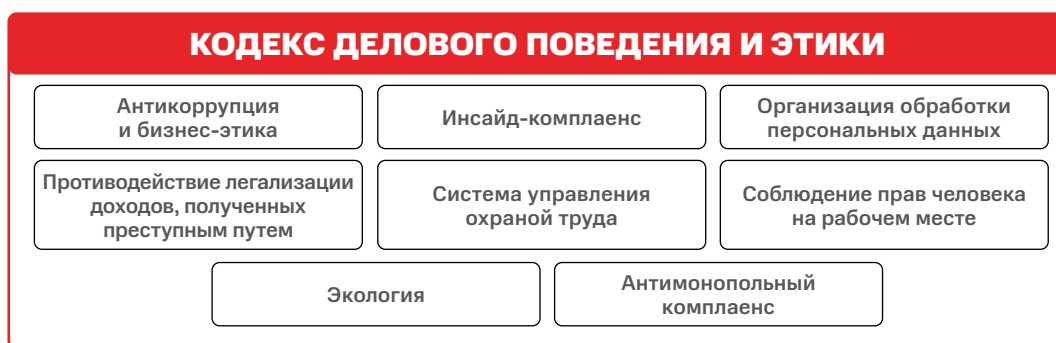 КОДЕКС ДЕЛОВОГО ПОВЕДЕНИЯ И ЭТИКИ
Антикоррупция
и бизнес-этика
Инсайд-комплаенс
Организация обработки
персональных данных
Противодействие легализации
доходов, полученных
преступным путем
Система управления
охраной труда
Соблюдение прав человека
на рабочем месте
Экология
Антимонопольный
комплаенс